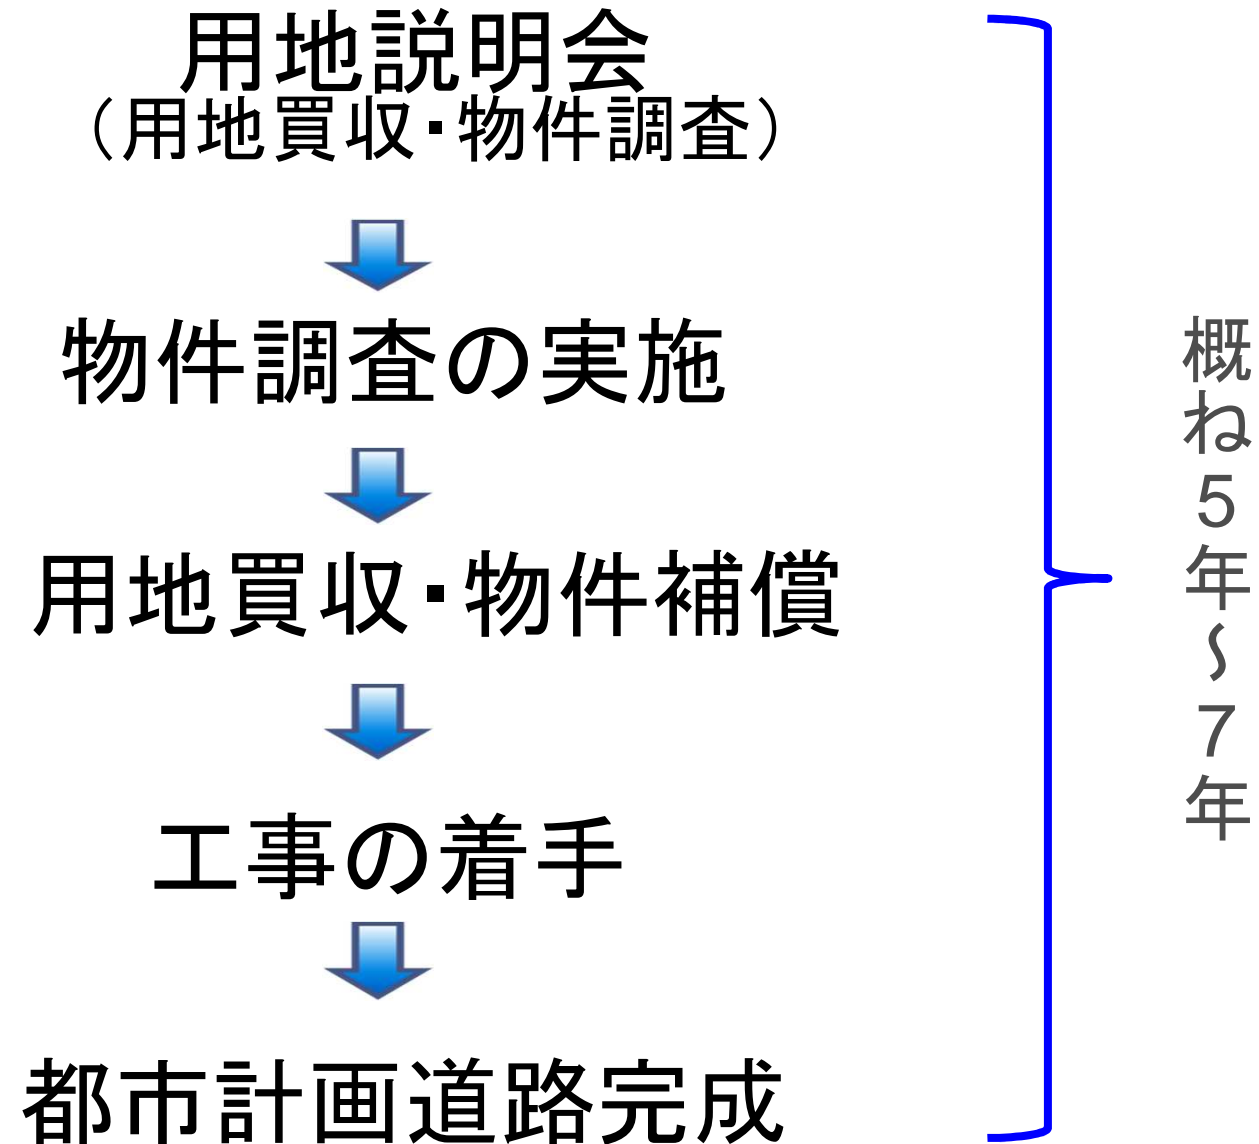 用地説明会
（用地買収・物件調査）
物件調査の実施
用地買収・物件補償
工事の着手
都市計画道路完成
概ね５年～７年